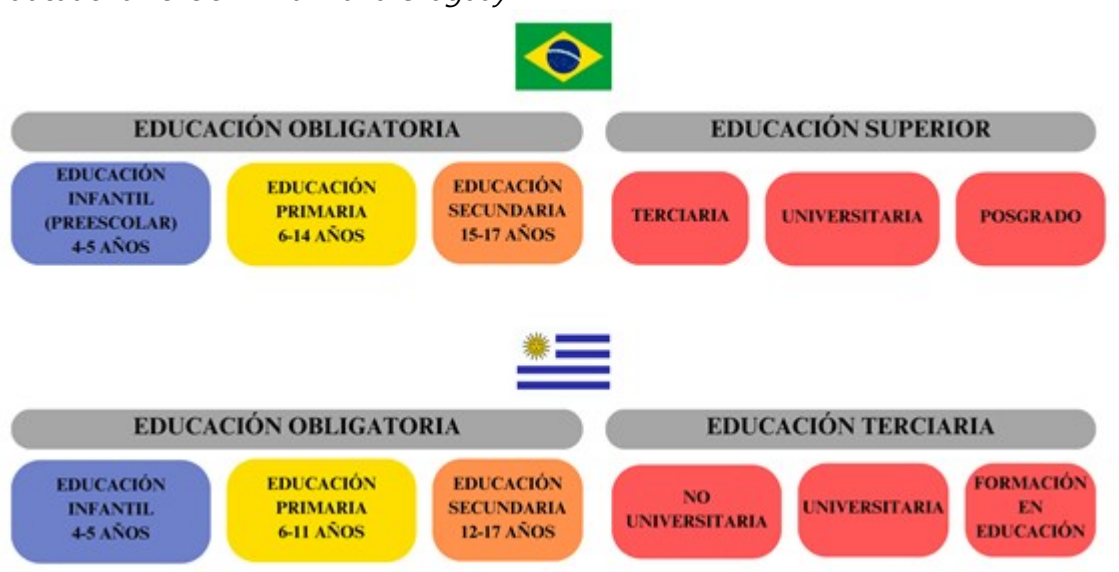 EDUCACIÓN OBLIGATORIA
EDUCACIÓN SUPERIOR
EDUCACIÓN
INFANTIL
(PREESCOLAR)
4-5 AÑOS
EDUCACIÓN
PRIMARIA
6-14 AÑOS
EDUCACIÓN
SECUNDARIA
15-17 AÑOS
TERCIARIA
UNIVERSITARIA
POSGRADO
EDUCACIÓN OBLIGATORIA
EDUCACIÓN TERCIARIA
EDUCACIÓN
INFANTIL
4-5 AÑOS
EDUCACIÓN
PRIMARIA
6-11 AÑOS
EDUCACIÓN
SECUNDARIA
12-17 AÑOS
NO
UNIVERSITARIA
UNIVERSITARIA
FORMACIÓN
EN
EDUCACIÓN